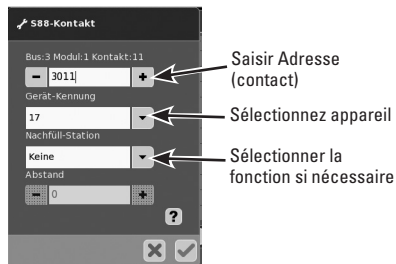 S88-Kontakt
Bus:3 Modul:1 Kontakt:11
− 3011 +
Gerät-Kennung
17
Nachfüll-Station
Keine
Abstand
− 0 +
?
Saisir Adresse
(contact)
Sélectionnez appareil
Sélectionner la
fonction si nécessaire